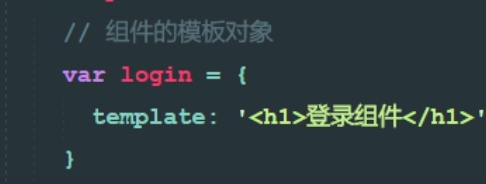 // 组件的模板对象
var login = {
template: '<h1>登录组件</h1>'
}